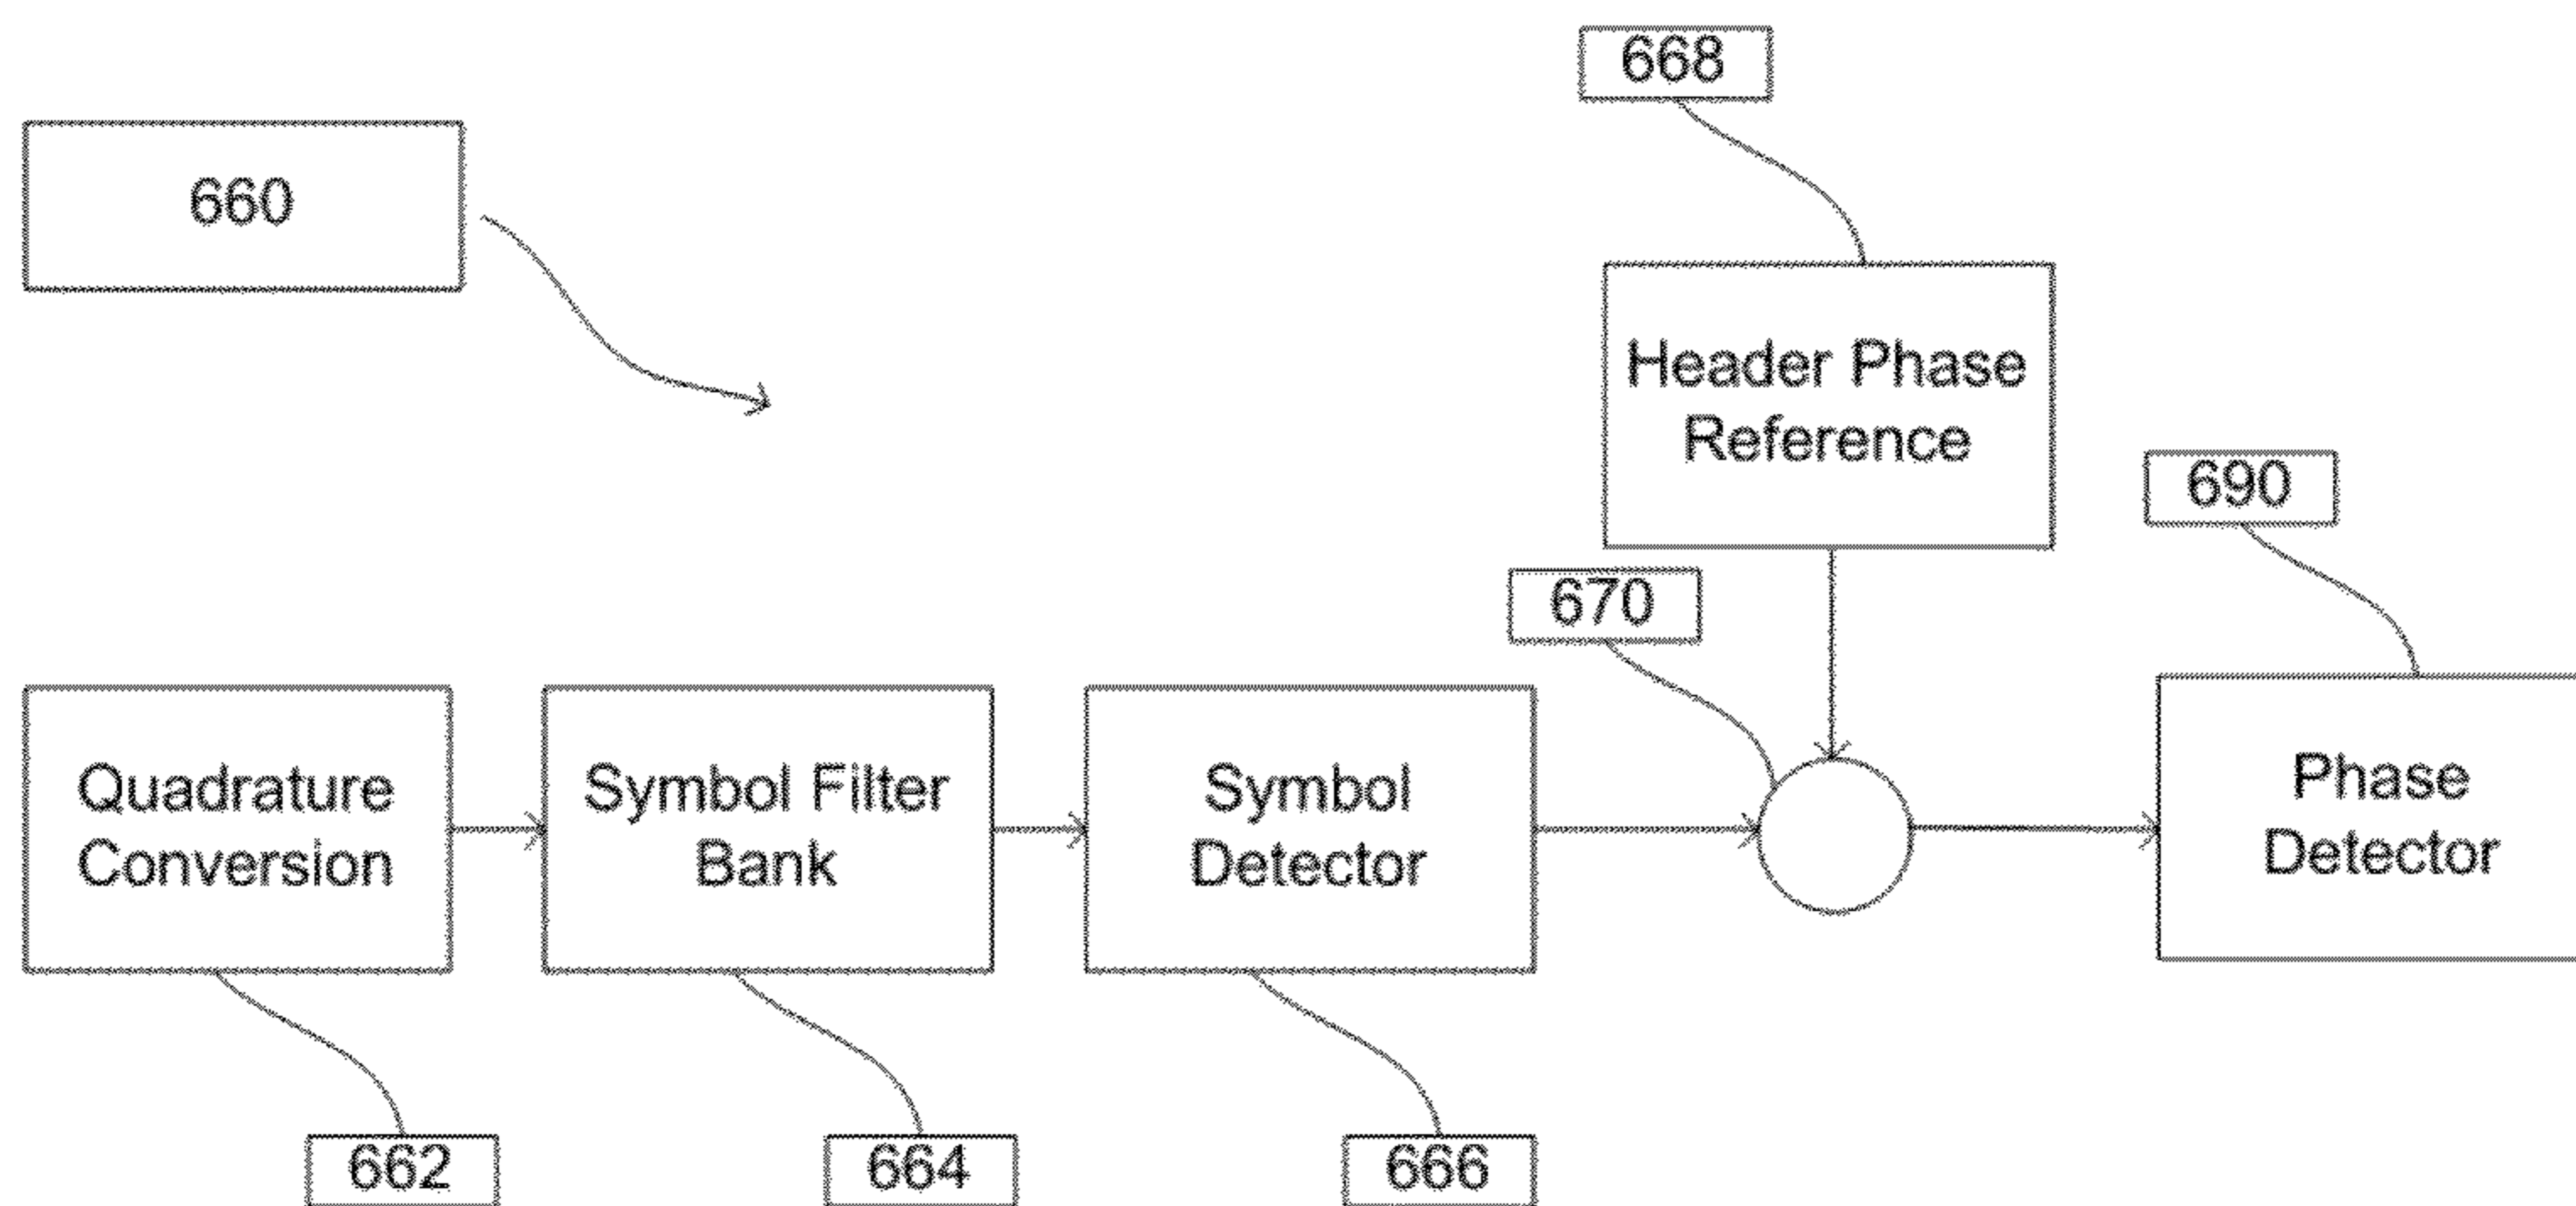 668
660
Header Phase
Reference
690
670
Quadrature
Conversion
Symbol Filter
Bank
Symbol
Detector
Phase
Detector
662
664
666